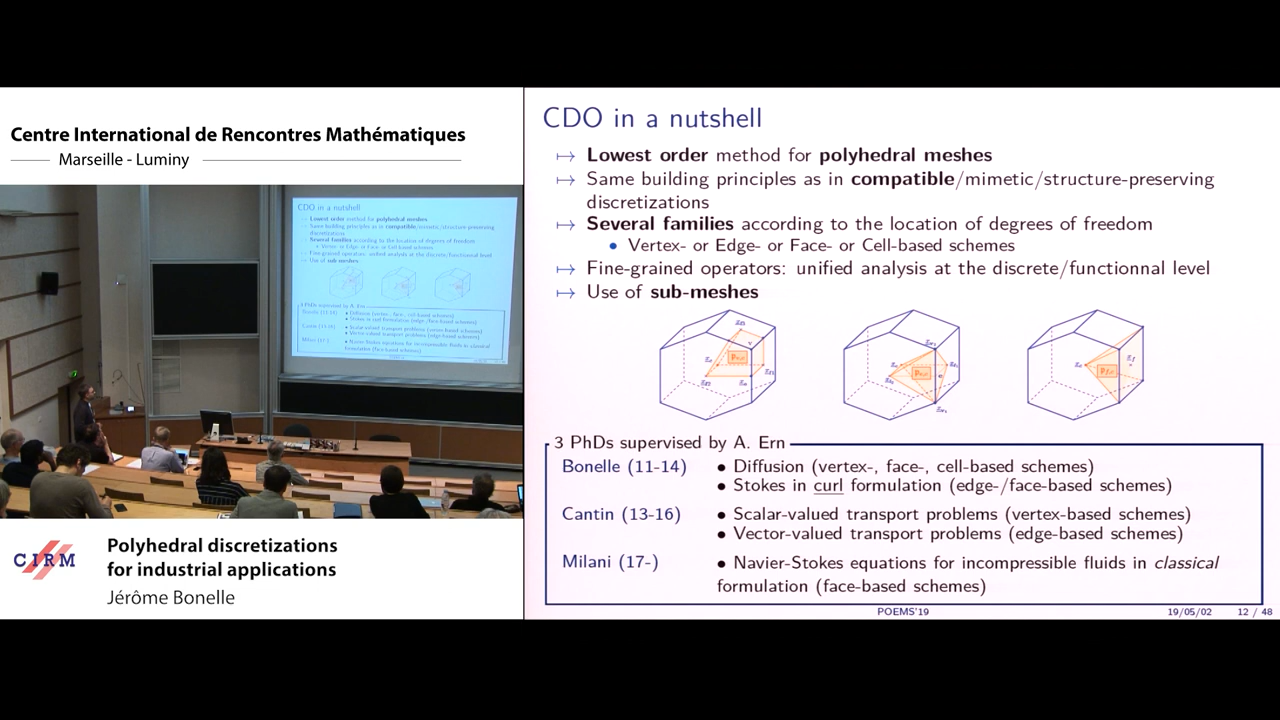 Centre International de Rencontres Mathématiques
Marseille - Luminy
CIRM
Polyhedral discretizations
for industrial applications
Jérôme Bonelle
CDO in a nutshell
↦ Lowest order method for polyhedral meshes
↦ Same building principles as in compatible/mimetic/structure-preserving
discretizations
↦ Several families according to the location of degrees of freedom
• Vertex- or Edge- or Face- or Cell-based schemes
↦ Fine-grained operators: unified analysis at the discrete/functionnal level
↦ Use of sub-meshes
3 PhDs supervised by A. Ern
Bonelle (11-14) • Diffusion (vertex-, face-, cell-based schemes)
• Stokes in curl formulation (edge-/face-based schemes)
Cantin (13-16) • Scalar-valued transport problems (vertex-based schemes)
• Vector-valued transport problems (edge-based schemes)
Milani (17-) • Navier-Stokes equations for incompressible fluids in classical
formulation (face-based schemes)
POEMS'19 19/05/02 12 / 48